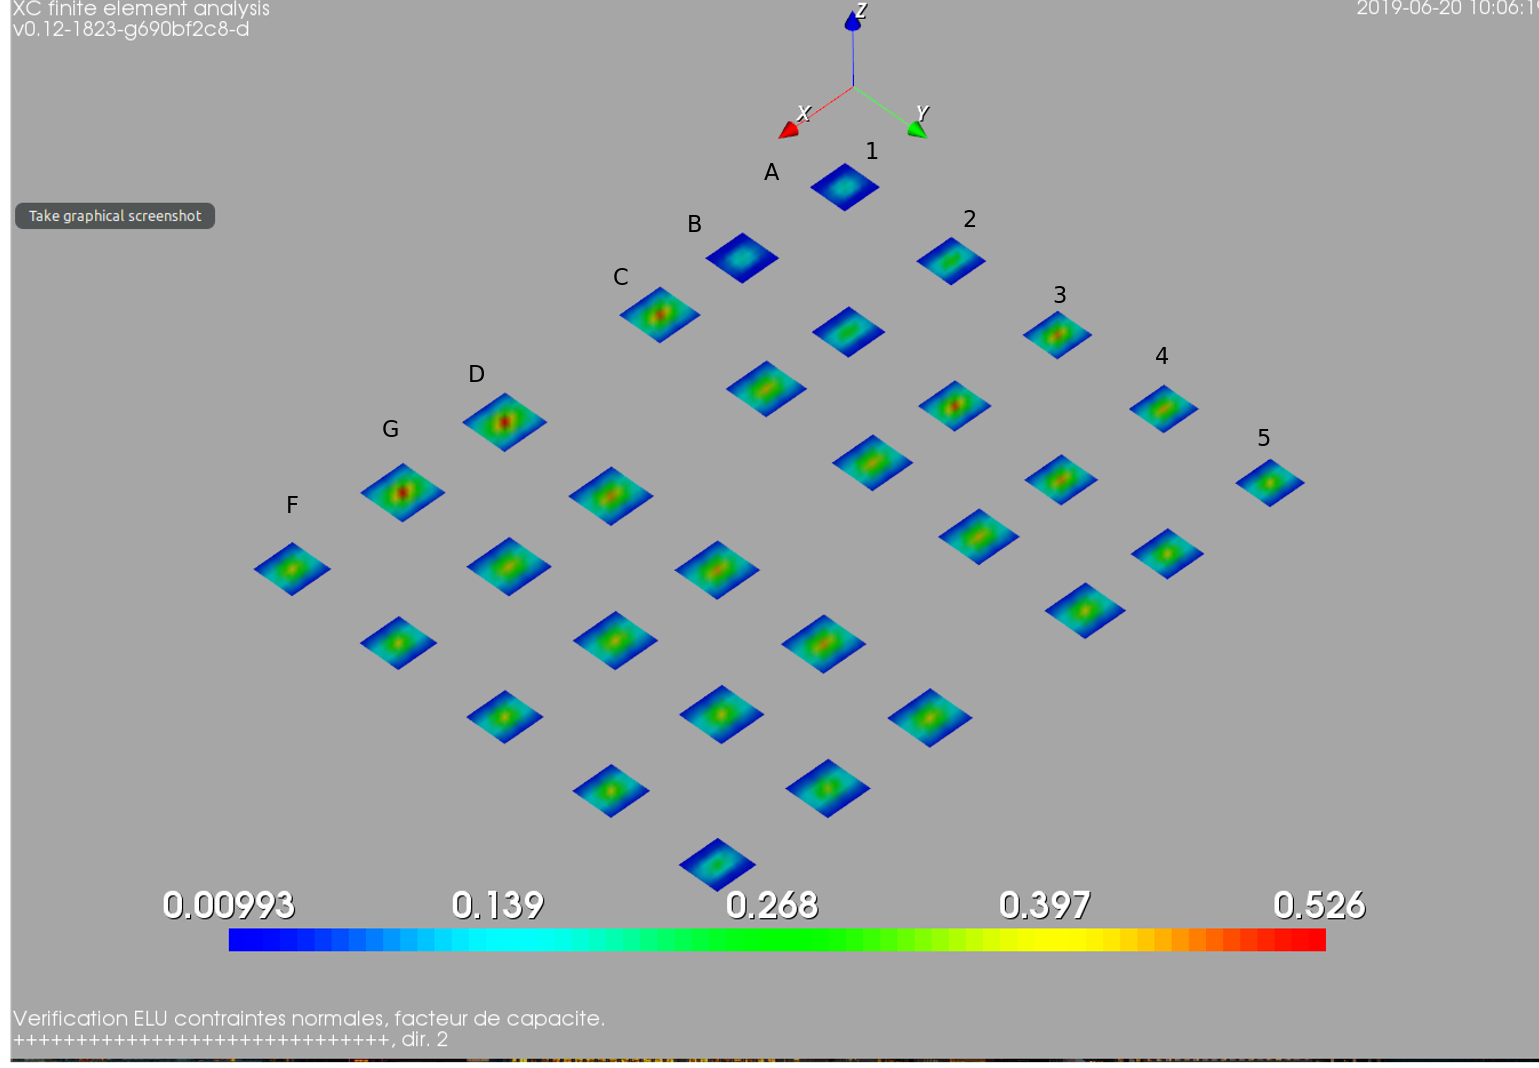 XC finite element analysis
2019-06-20 10:06:19
v0.12-1823-g690bf2c8-d
Z
X
Y
1
A
Take graphical screenshot
B
2
C
3
4
D
G
5
F
0.00993 0.139 0.268 0.397 0.526
Verification ELU contraintes normales, facteur de capacite.
++++++++++++++++++++++++++++++, dir. 2